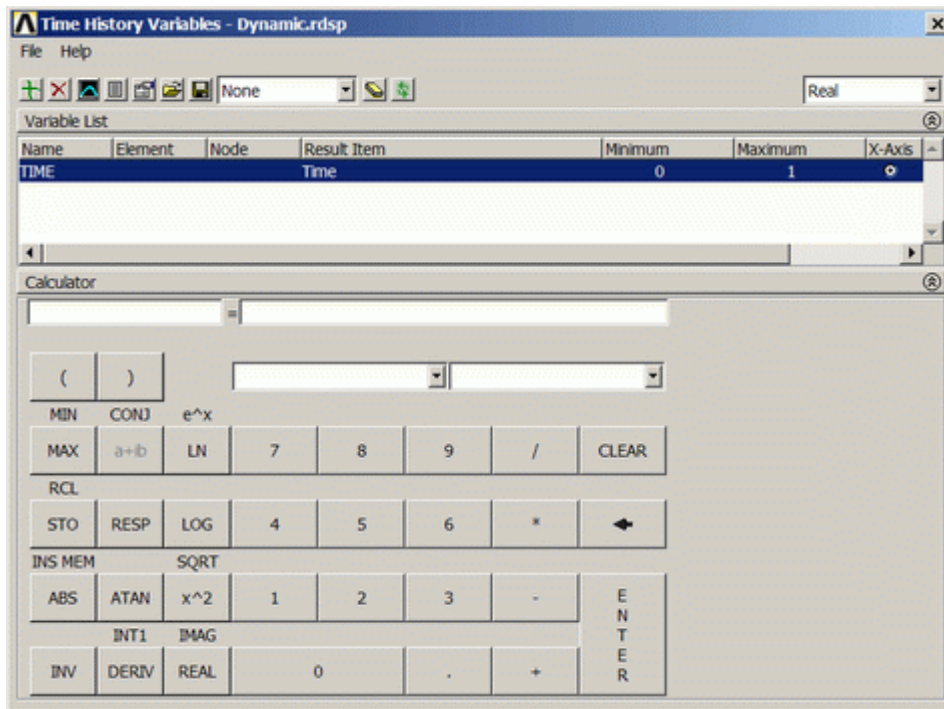 Time History Variables - Dynamic.rdsp
File Help
None Real
Variable List
Name Element Node Result Item Minimum Maximum X-Axis
TIME Time 0 1
Calculator
=
( )
MIN CONJ e^x
MAX a+ib LN 7 8 9 / CLEAR
RCL
STO RESP LOG 4 5 6 *
INS MEM SQRT
ABS ATAN x^2 1 2 3 - ENTER
INT1 IMAG
INV DERIV REAL 0 . +